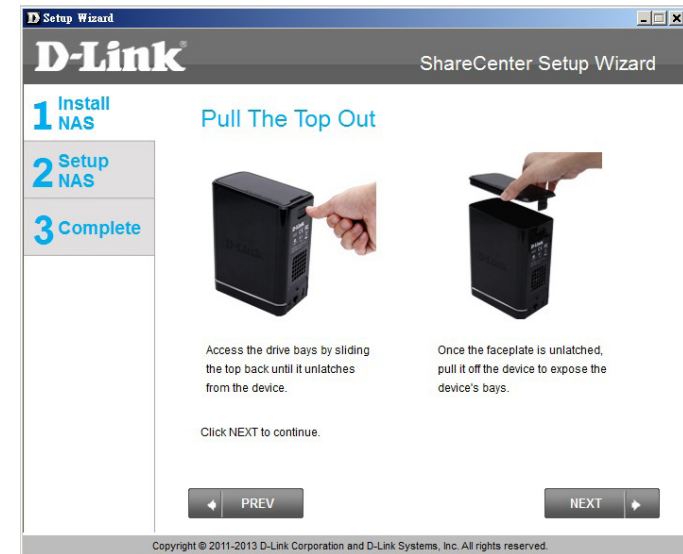 Setup Wizard
D-Link
ShareCenter Setup Wizard
1 Install
NAS
2 Setup
NAS
3 Complete
Pull The Top Out
Access the drive bays by sliding
the top back until it unlatches
from the device.
Once the faceplate is unlatched,
pull it off the device to expose the
device's bays.
Click NEXT to continue.
PREV
NEXT
Copyright © 2011-2013 D-Link Corporation and D-Link Systems, Inc. All rights reserved.